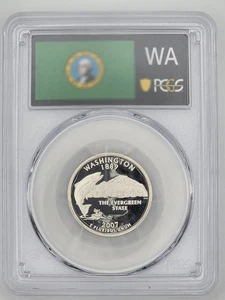 WA
PCGS
WASHINGTON
1889
THE EVERGREEN
STATE
2007
E PLURIBUS UNUM